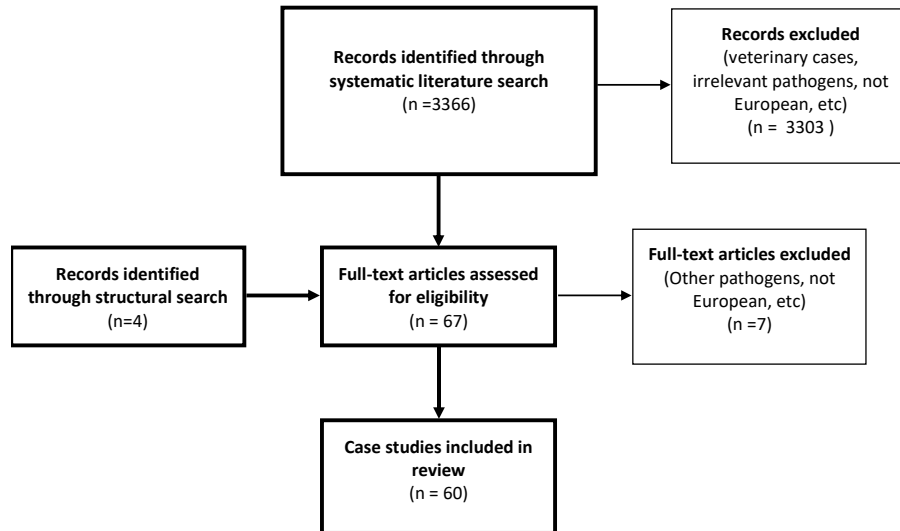 Records identified through
systematic literature search
(n =3366)
Records excluded
(veterinary cases,
irrelevant pathogens, not
European, etc)
(n =  3303 )
Records identified
through structural search
(n=4)
Full-text articles assessed
for eligibility
(n = 67)
Full-text articles excluded
(Other pathogens, not
European, etc)
(n =7)
Case studies included in
review
(n = 60)